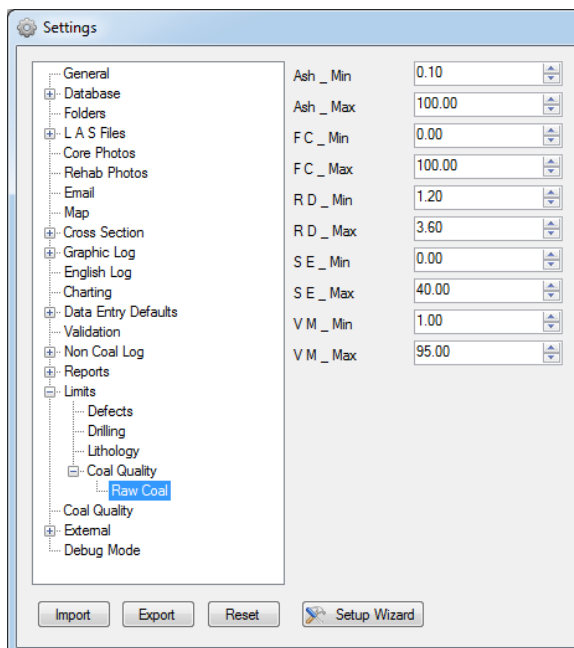 Settings
General
Database
Folders
L A S Files
Core Photos
Rehab Photos
Email
Map
Cross Section
Graphic Log
English Log
Charting
Data Entry Defaults
Validation
Non Coal Log
Reports
Limits
Defects
Drilling
Lithology
Coal Quality
Raw Coal
Coal Quality
External
Debug Mode
Ash _ Min 0.10
Ash _ Max 100.00
F C _ Min 0.00
F C _ Max 100.00
R D _ Min 1.20
R D _ Max 3.60
S E _ Min 0.00
S E _ Max 40.00
V M _ Min 1.00
V M _ Max 95.00
Import Export Reset Setup Wizard